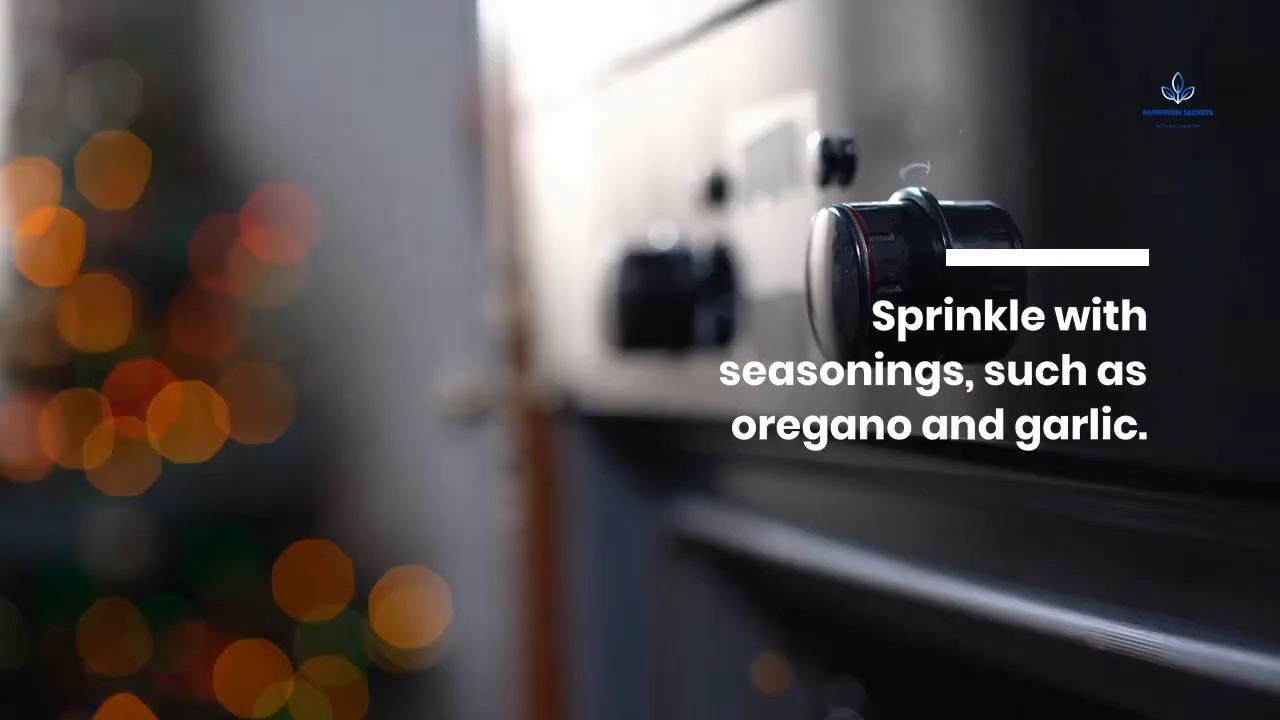 NUTRITION SECRETS
Sprinkle with
seasonings, such as
oregano and garlic.